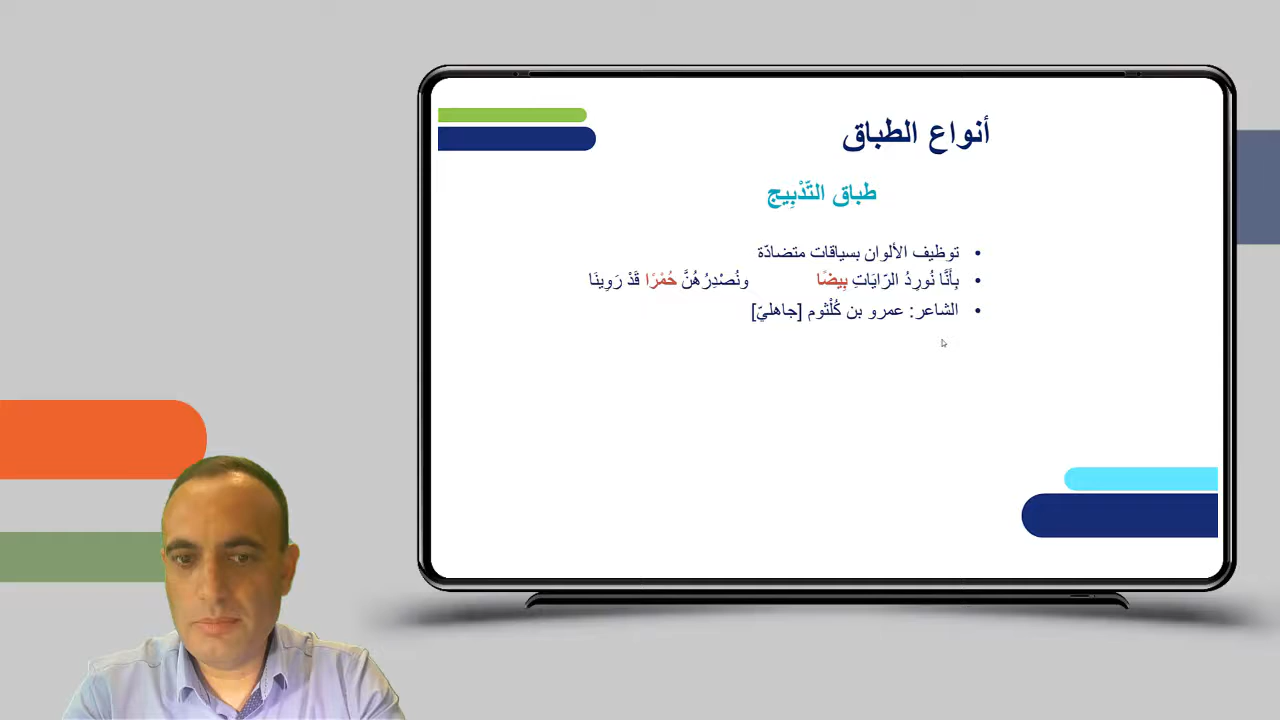 أنواع الطباق
طباق التَّدْبِيج
توظيف الألوان بسياقات متضادّة
بِأَنَّا نُورِدُ الرّايَاتِ بِيضًا ونُصْدِرُهُنَّ حُمْرًا قَدْ رَوِينَا
الشاعر: عمرو بن كُلْثوم [جاهليّ]